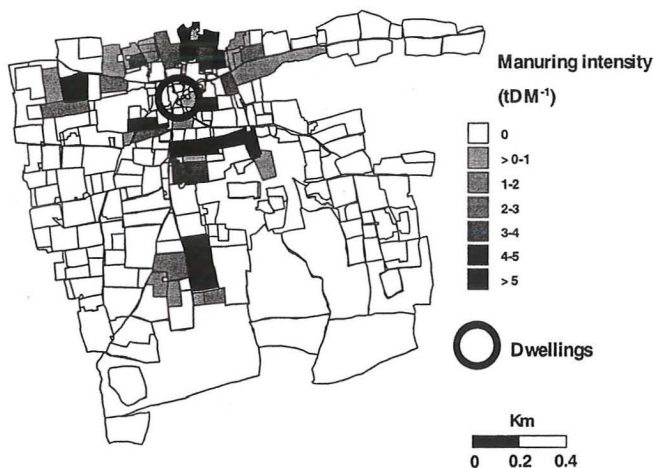 Manuring intensity
(tDM⁻¹)
0
> 0-1
1-2
2-3
3-4
4-5
> 5
Dwellings
Km
0 0.2 0.4